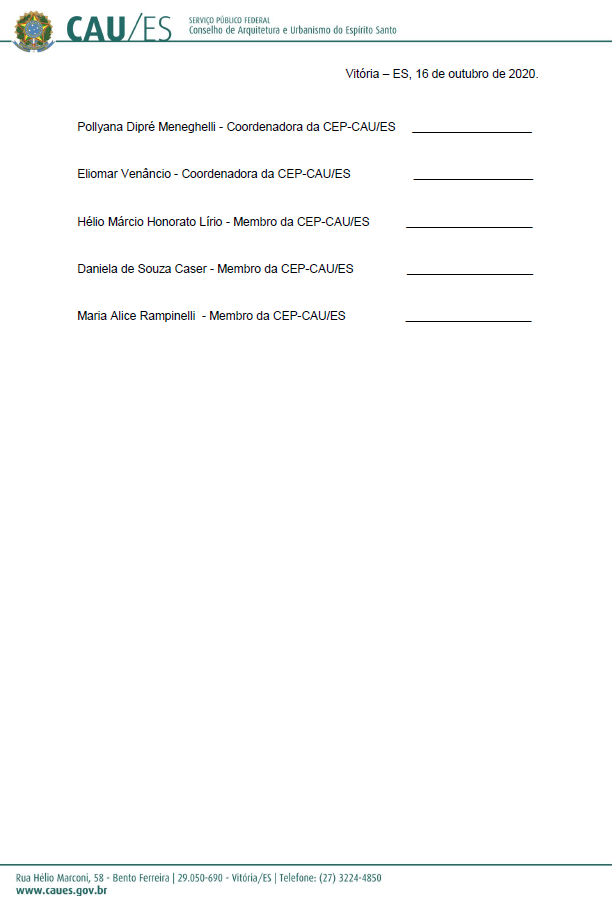 CAU/ES
SERVIÇO PÚBLICO FEDERAL
Conselho de Arquitetura e Urbanismo do Espírito Santo
Vitória – ES, 16 de outubro de 2020.
Pollyana Dipré Meneghelli - Coordenadora da CEP-CAU/ES
Eliomar Venâncio - Coordenadora da CEP-CAU/ES
Hélio Márcio Honorato Lírio - Membro da CEP-CAU/ES
Daniela de Souza Caser - Membro da CEP-CAU/ES
Maria Alice Rampinelli - Membro da CEP-CAU/ES
Rua Hélio Marconi, 58 - Bento Ferreira | 29.050-690 - Vitória/ES | Telefone: (27) 3224-4850
www.caues.gov.br